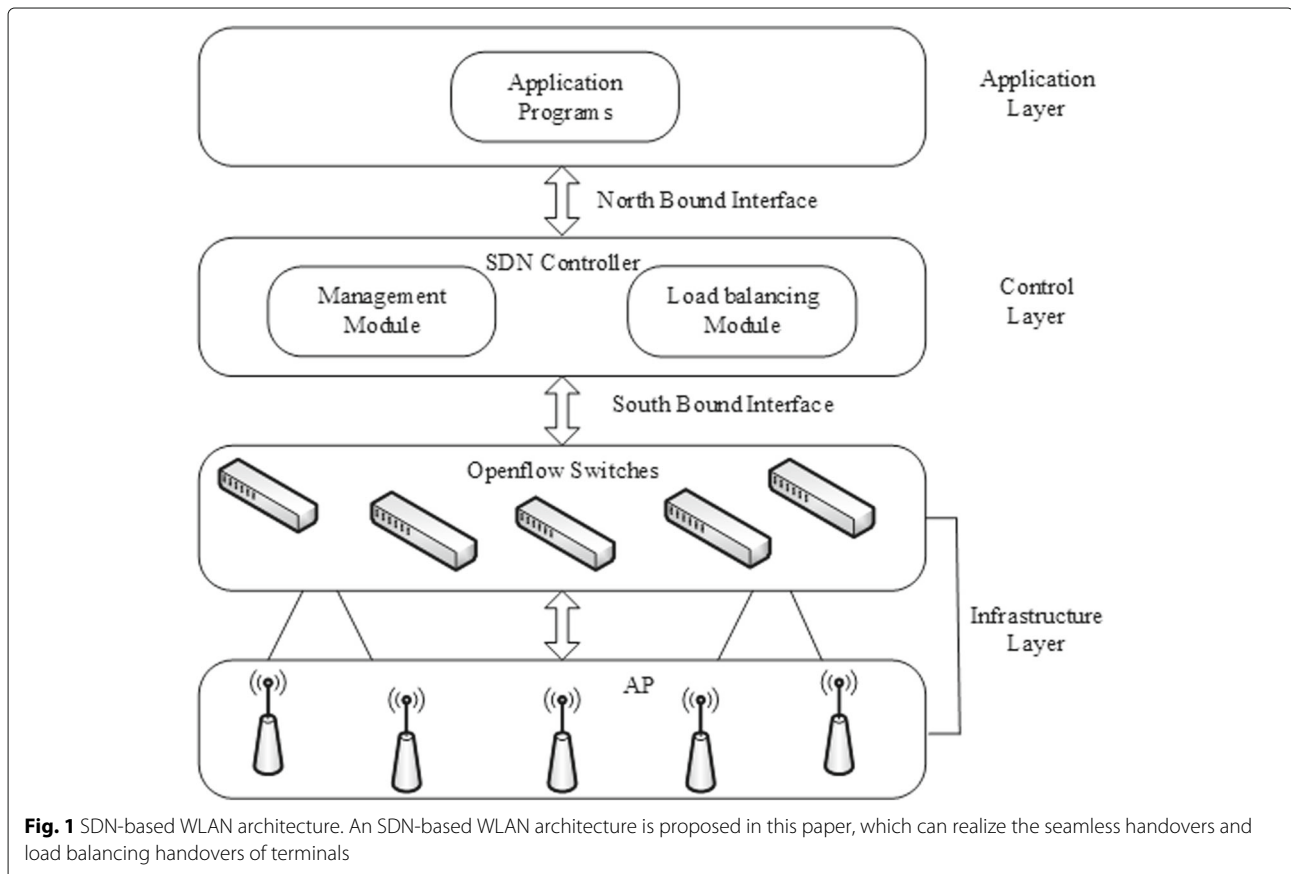 Application
Programs
Application
Layer
North Bound Interface
SDN Controller
Management
Module
Load balancing
Module
Control
Layer
South Bound Interface
Openflow Switches
Infrastructure
Layer
AP
Fig. 1 SDN-based WLAN architecture. An SDN-based WLAN architecture is proposed in this paper, which can realize the seamless handovers and
load balancing handovers of terminals